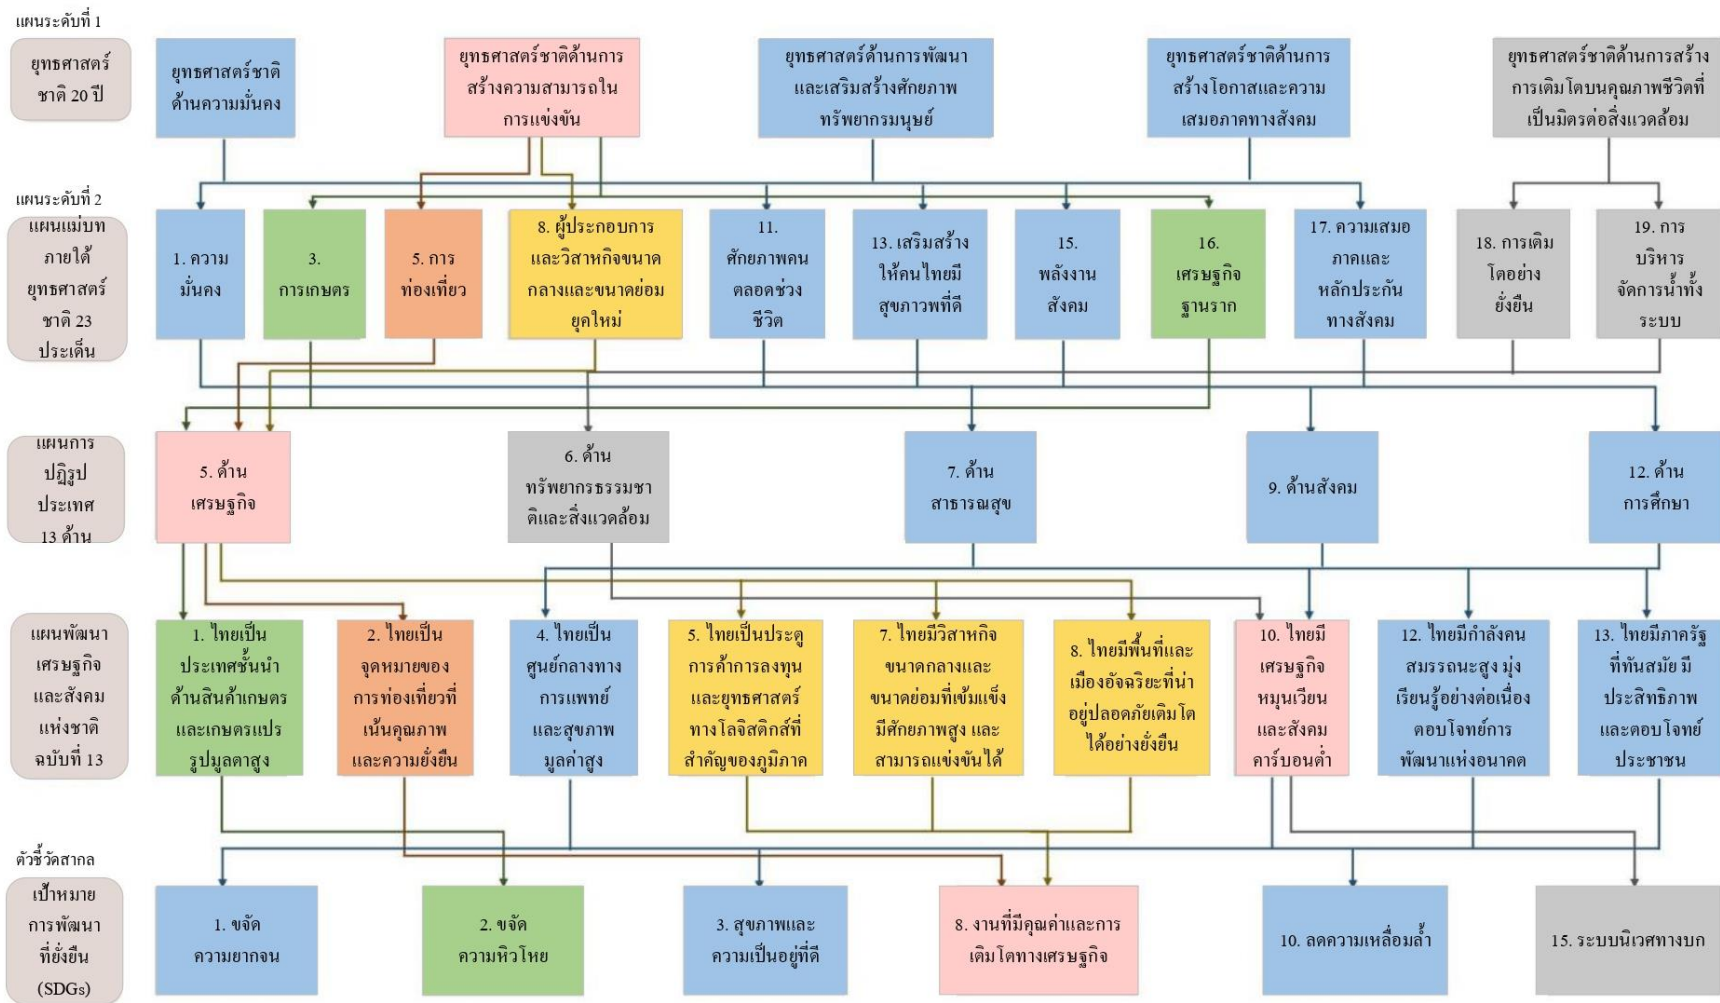 แผนระดับที่ 1
ยุทธศาสตร์
ชาติ 20 ปี
ยุทธศาสตร์ชาติ
ด้านความมั่นคง
ยุทธศาสตร์ชาติด้านการ
สร้างความสามารถใน
การแข่งขัน
ยุทธศาสตร์ด้านการพัฒนา
และเสริมสร้างศักยภาพ
ทรัพยากรมนุษย์
ยุทธศาสตร์ชาติด้านการ
สร้างโอกาสและความ
เสมอภาคทางสังคม
ยุทธศาสตร์ชาติด้านการสร้าง
การเติมโตบนคุณภาพชีวิตที่
เป็นมิตรต่อสิ่งแวดล้อม
แผนระดับที่ 2
แผนแม่บท
ภายใต้
ยุทธศาสตร์
ชาติ 23
ประเด็น
1. ความ
มั่นคง
3.
การเกษตร
5. การ
ท่องเที่ยว
8. ผู้ประกอบการ
และวิสาหกิจขนาด
กลางและขนาดย่อม
ยุคใหม่
11.
ศักยภาพคน
ตลอดช่วง
ชีวิต
13. เสริมสร้าง
ให้คนไทยมี
สุขภาวพที่ดี
15.
พลังงาน
สังคม
16.
เศรษฐกิจ
ฐานราก
17. ความเสมอ
ภาคและ
หลักประกัน
ทางสังคม
18. การเติม
โตอย่าง
ยั่งยืน
19. การ
บริหาร
จัดการน้ำทั้ง
ระบบ
แผนการ
ปฏิรูป
ประเทศ
13 ด้าน
5. ด้าน
เศรษฐกิจ
6. ด้าน
ทรัพยากรธรรมชา
ติและสิ่งแวดล้อม
7. ด้าน
สาธารณสุข
9. ด้านสังคม
12. ด้าน
การศึกษา
แผนพัฒนา
เศรษฐกิจ
และสังคม
แห่งชาติ
ฉบับที่ 13
1. ไทยเป็น
ประเทศชั้นนำ
ด้านสินค้าเกษตร
และเกษตรแปร
รูปมูลตาสูง
2. ไทยเป็น
จุดหมายของ
การท่องเที่ยวที่
เน้นคุณภาพ
และความยั่งยืน
4. ไทยเป็น
ศูนย์กลางทาง
การแพทย์
และสุขภาพ
มูลค่าสูง
5. ไทยเป็นประตู
การค้าการลงทุน
และยุทธศาสตร์
ทางโลจิสติกส์ที่
สำคัญของภูมิภาค
7. ไทยมีวิสาหกิจ
ขนาดกลางและ
ขนาดย่อมที่เข้มแข็ง
มีศักยภาพสูง และ
สามารถแข่งขันได้
8. ไทยมีพื้นที่และ
เมืองอัจฉริยะที่น่า
อยู่ปลอดภัยเติมโต
ได้อย่างยั่งยืน
10. ไทยมี
เศรษฐกิจ
หมุนเวียน
และสังคม
คาร์บอนต่ำ
12. ไทยมีกำลังคน
สมรรถนะสูง มุ่ง
เรียนรู้อย่างต่อเนื่อง
ตอบโจทย์การ
พัฒนาแห่งอนาคต
13. ไทยมีภาครัฐ
ที่ทันสมัย มี
ประสิทธิภาพ
และตอบโจทย์
ประชาชน
ตัวชี้วัดสากล
เป้าหมาย
การพัฒนา
ที่ยั่งยืน
(SDGs)
1. ขจัด
ความยากจน
2. ขจัด
ความหิวโหย
3. สุขภาพและ
ความเป็นอยู่ที่ดี
8. งานที่มีคุณค่าและการ
เติมโตทางเศรษฐกิจ
10. ลดความเหลื่อมล้ำ
15. ระบบนิเวศทางบก